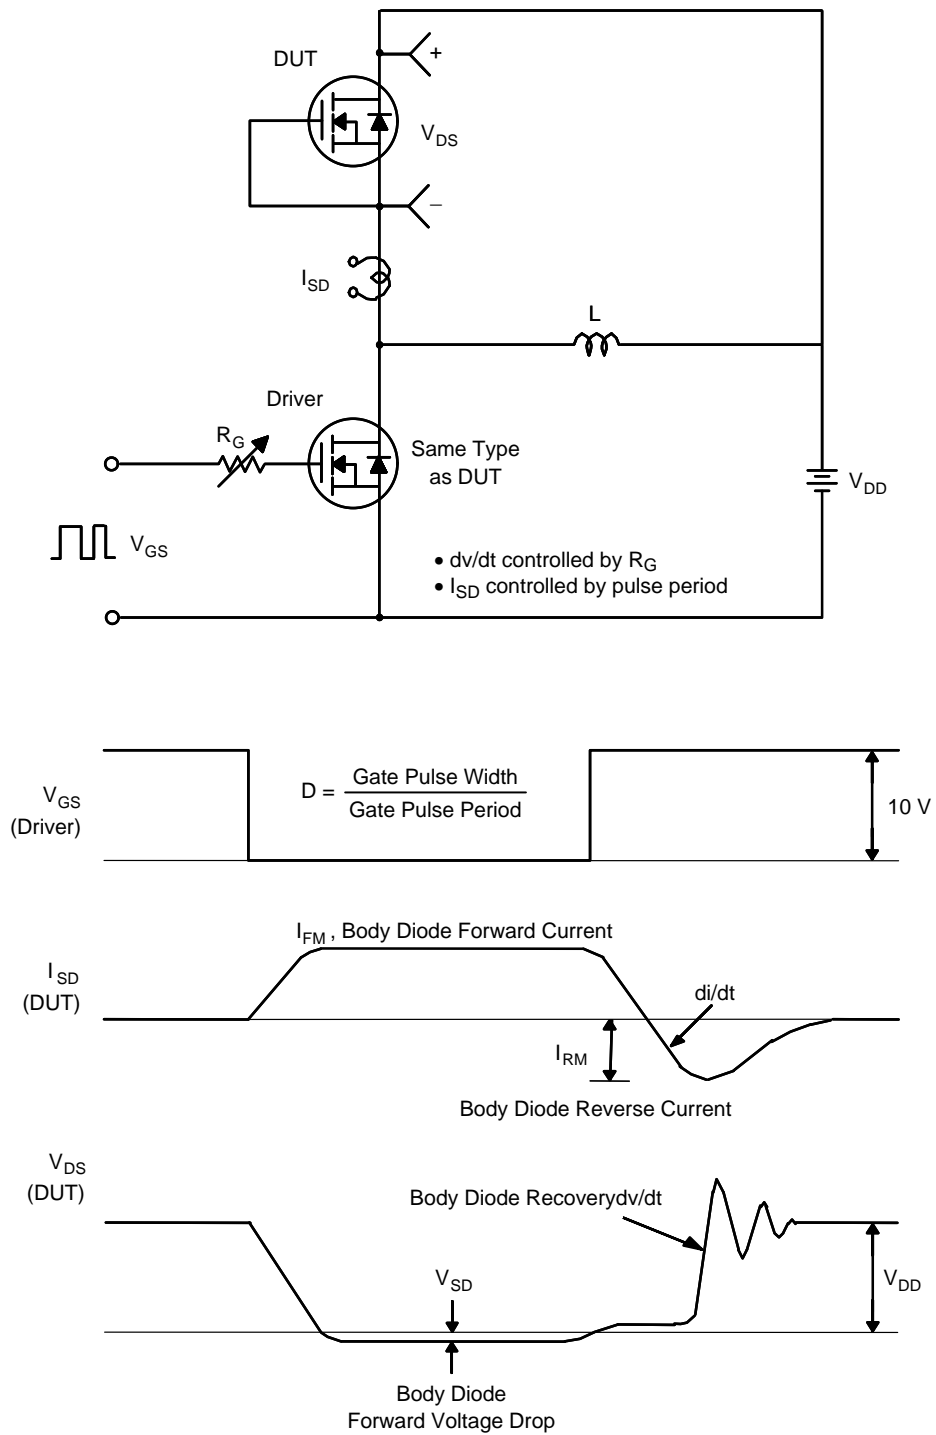 DUT
+
V_DS
−
I_SD
L
Driver
R_G
Same Type
as DUT
V_DD
V_GS
• dv/dt controlled by R_G
• I_SD controlled by pulse period
V_GS
(Driver)
D = Gate Pulse Width
Gate Pulse Period
10 V
I_FM , Body Diode Forward Current
I_SD
(DUT)
di/dt
I_RM
Body Diode Reverse Current
V_DS
(DUT)
Body Diode Recoverydv/dt
V_SD
V_DD
Body Diode
Forward Voltage Drop